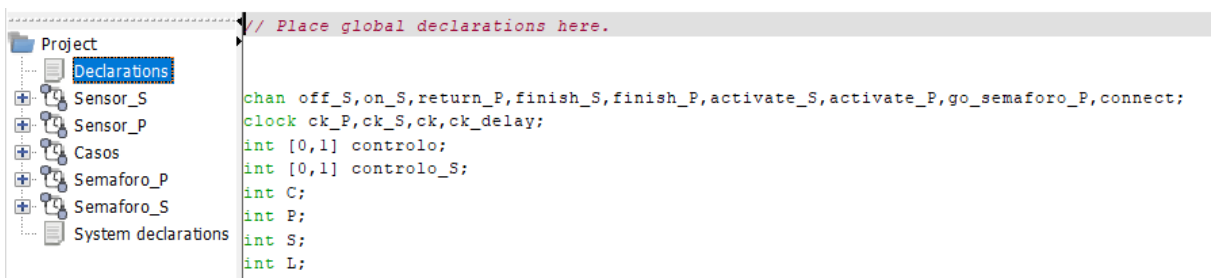 Project
Declarations
Sensor_S
Sensor_P
Casos
Semaforo_P
Semaforo_S
System declarations
// Place global declarations here.
chan off_S,on_S,return_P,finish_S,finish_P,activate_S,activate_P,go_semaforo_P,connect;
clock ck_P,ck_S,ck,ck_delay;
int [0,1] controlo;
int [0,1] controlo_S;
int C;
int P;
int S;
int L;